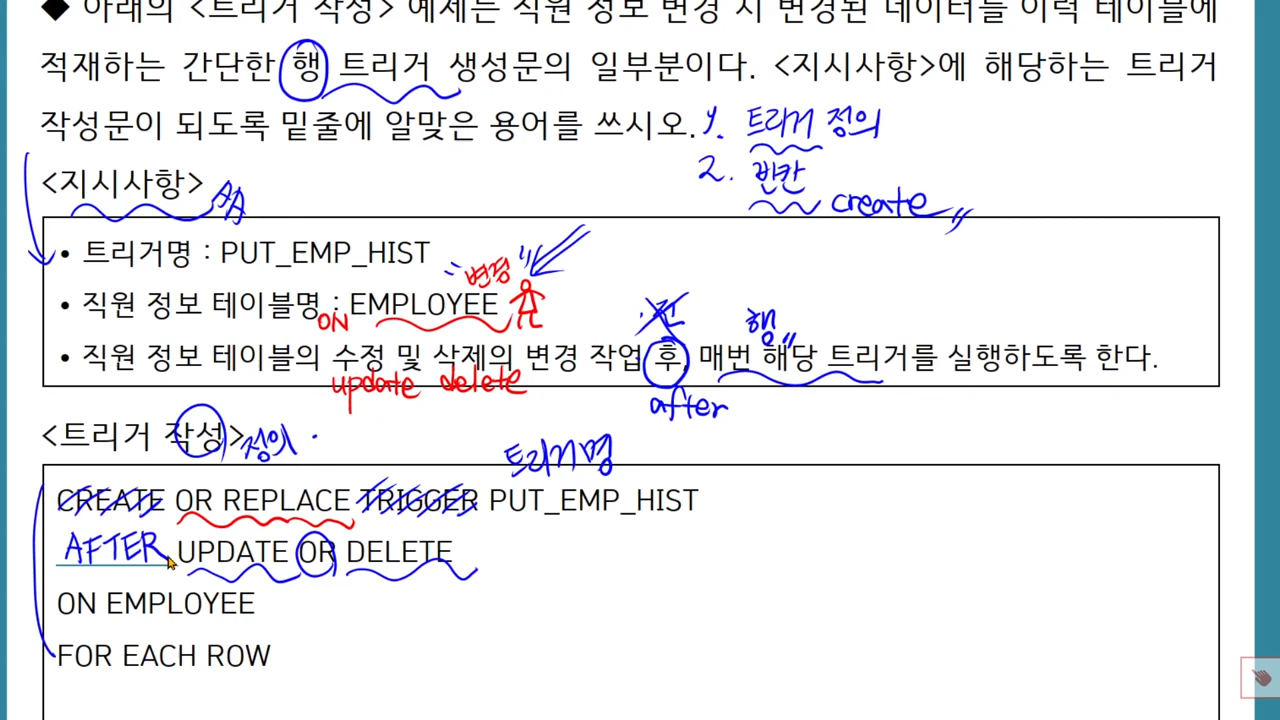 ◆ 아래의 <트리거 작성> 예제는 직원 정보 변경 시 변경된 데이터를 이력 테이블에
적재하는 간단한 행 트리거 생성문의 일부분이다. <지시사항>에 해당하는 트리거
작성문이 되도록 밑줄에 알맞은 용어를 쓰시오.
1. 트리거 정의
2. 빈칸
create
<지시사항>
• 트리거명 : PUT_EMP_HIST
"변경"
• 직원 정보 테이블명 : EMPLOYEE
ON
전
행
• 직원 정보 테이블의 수정 및 삭제의 변경 작업 후, 매번 해당 트리거를 실행하도록 한다.
update delete
after
<트리거 작성>
정의
트리거명
CREATE OR REPLACE TRIGGER PUT_EMP_HIST
AFTER UPDATE OR DELETE
ON EMPLOYEE
FOR EACH ROW